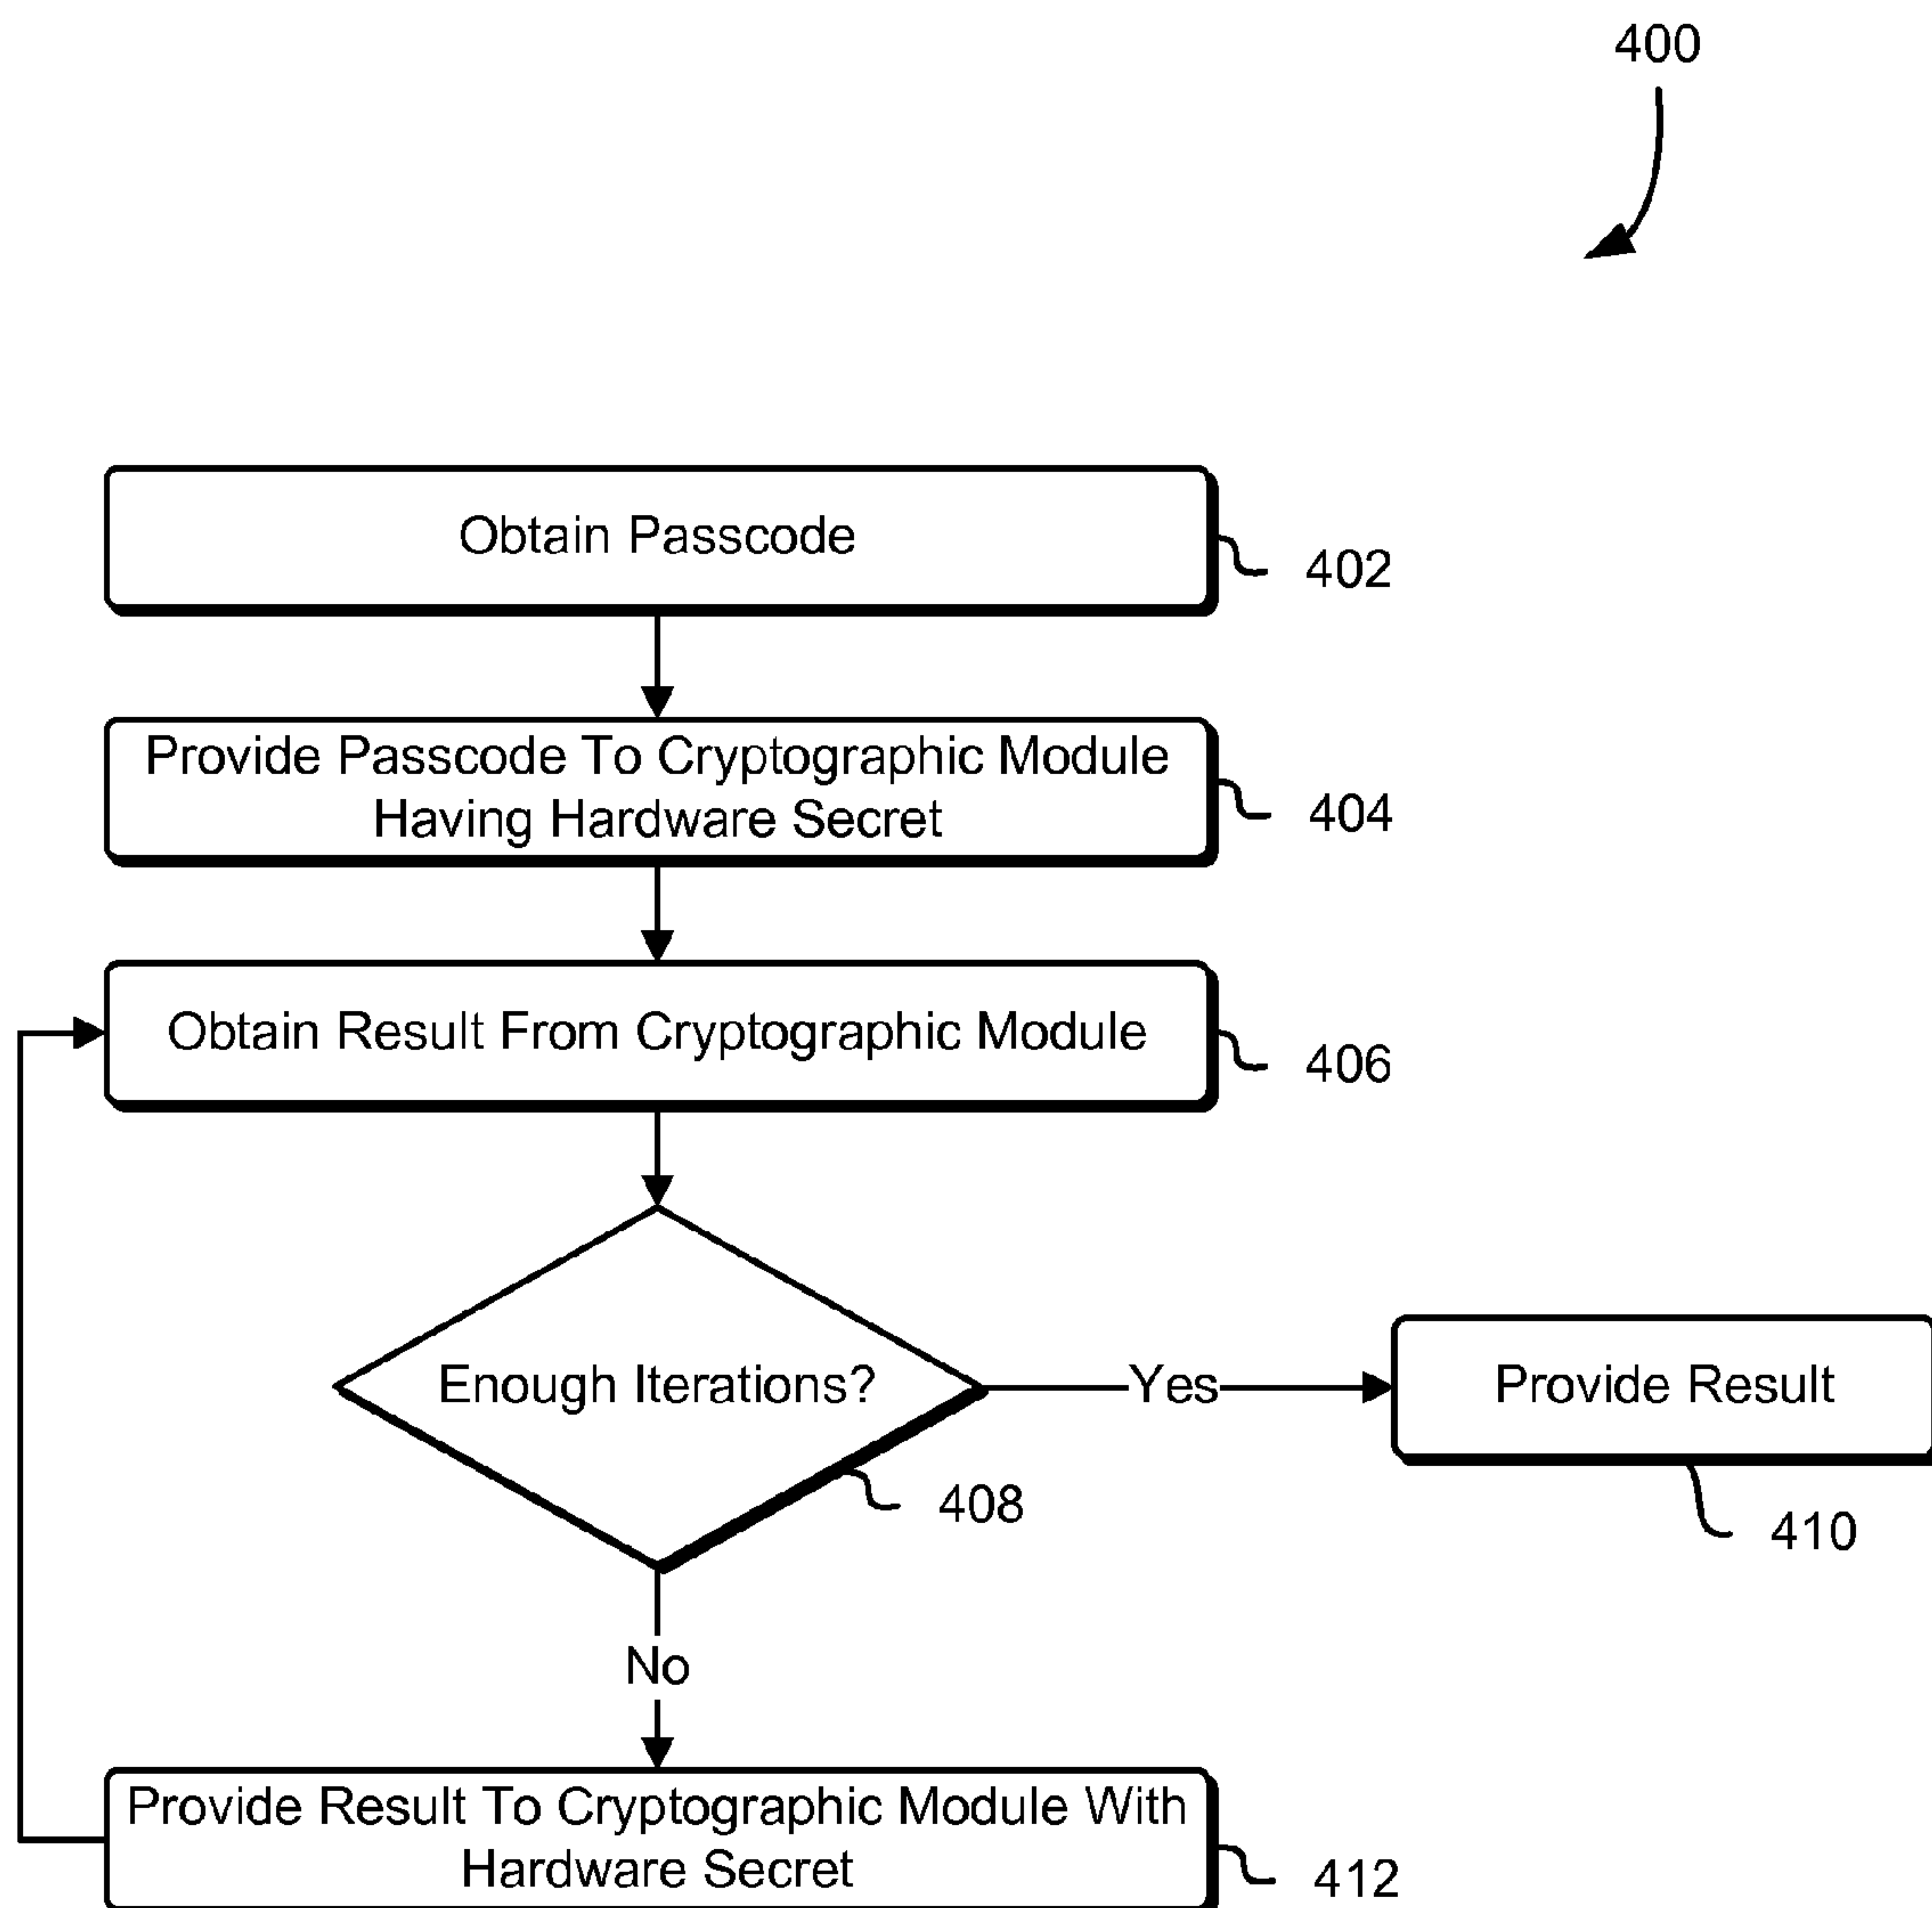 400
Obtain Passcode
402
Provide Passcode To Cryptographic Module
Having Hardware Secret
404
Obtain Result From Cryptographic Module
406
Enough Iterations?
Yes
Provide Result
408
410
No
Provide Result To Cryptographic Module With
Hardware Secret
412